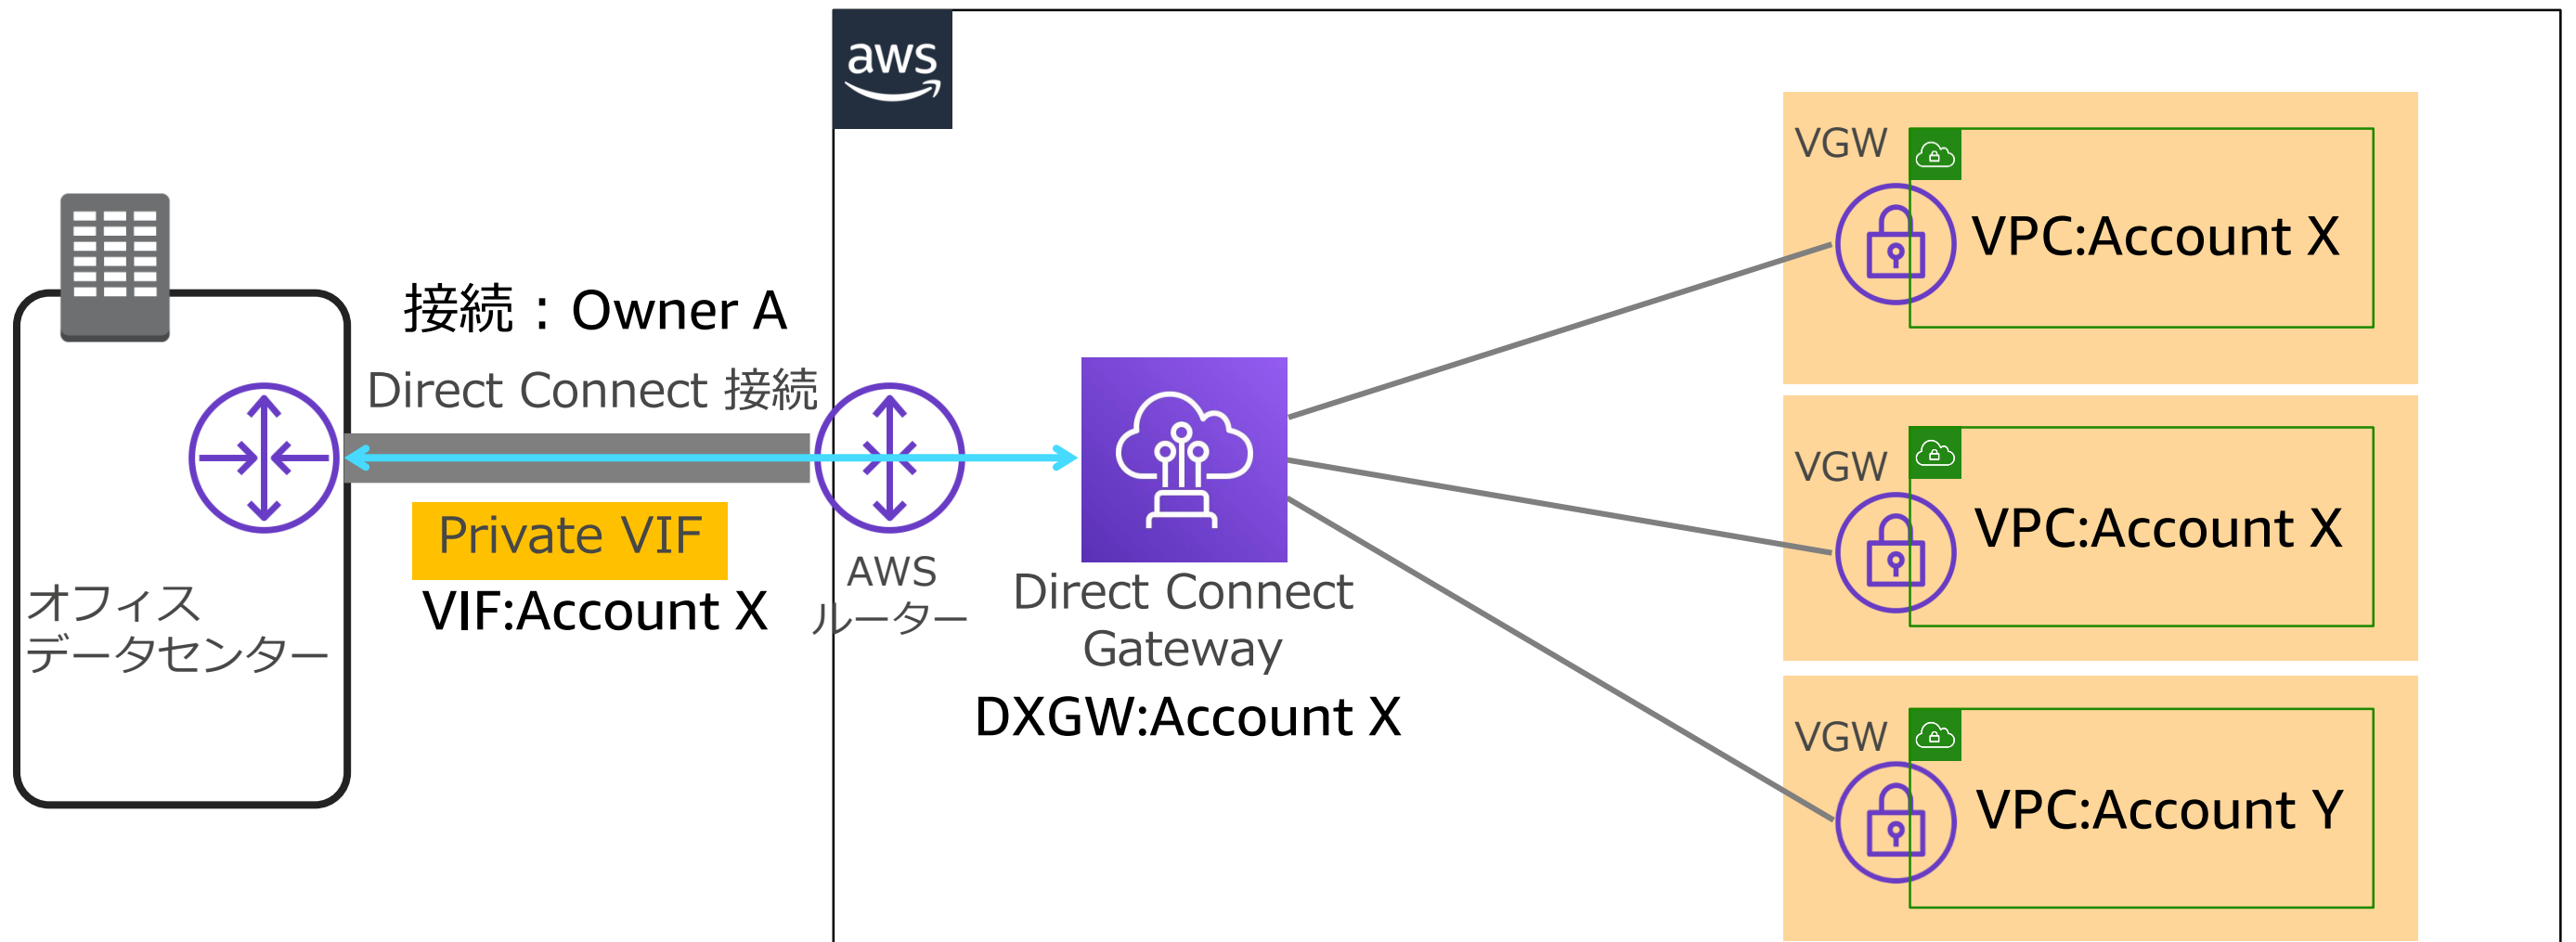 aws
接続：Owner A
Direct Connect 接続
Private VIF
VIF:Account X
オフィス
データセンター
AWS
ルーター
Direct Connect
Gateway
DXGW:Account X
VGW
VPC:Account X
VGW
VPC:Account X
VGW
VPC:Account Y